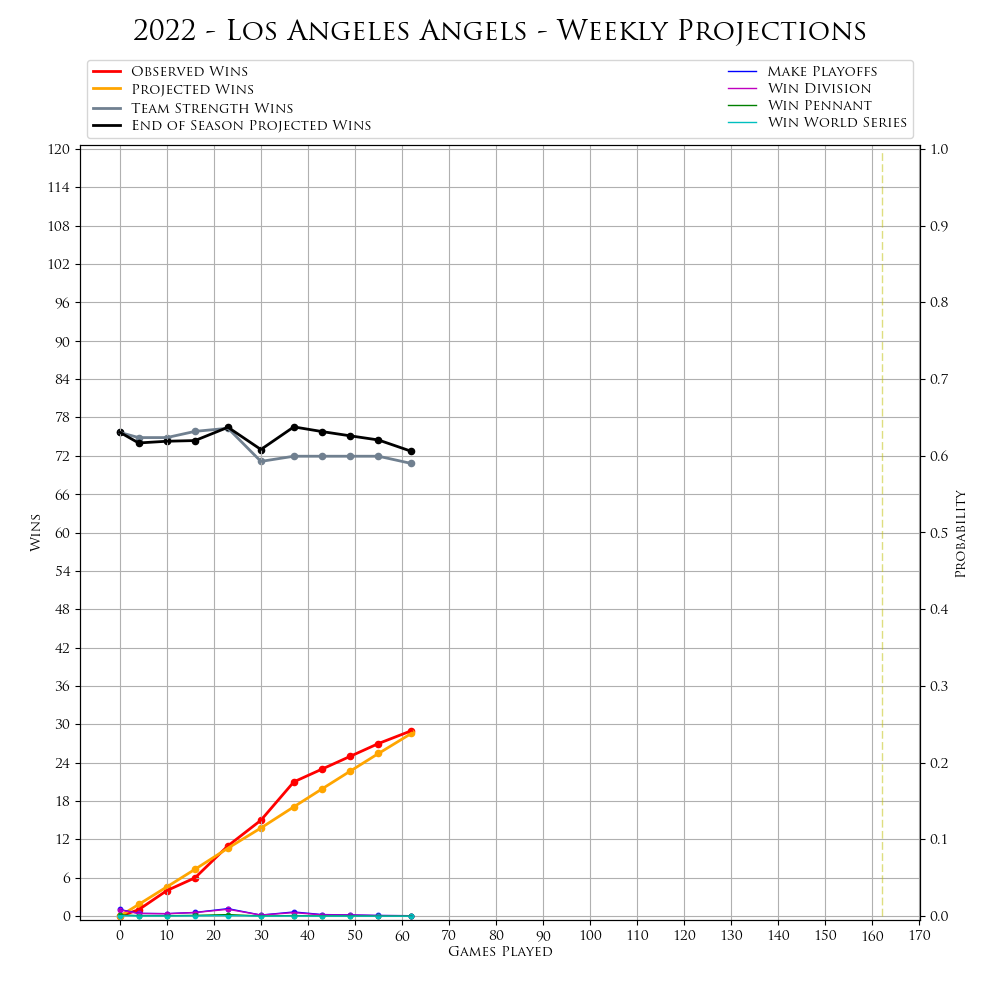 2022 - Los Angeles Angels - Weekly Projections
Observed Wins
Projected Wins
Team Strength Wins
End of Season Projected Wins
Make Playoffs
Win Division
Win Pennant
Win World Series
120
114
108
102
96
90
84
78
72
66
60
54
48
42
36
30
24
18
12
6
0
Wins
1.0
0.9
0.8
0.7
0.6
0.5
0.4
0.3
0.2
0.1
0.0
Probability
0 10 20 30 40 50 60 70 80 90 100 110 120 130 140 150 160 170
Games Played